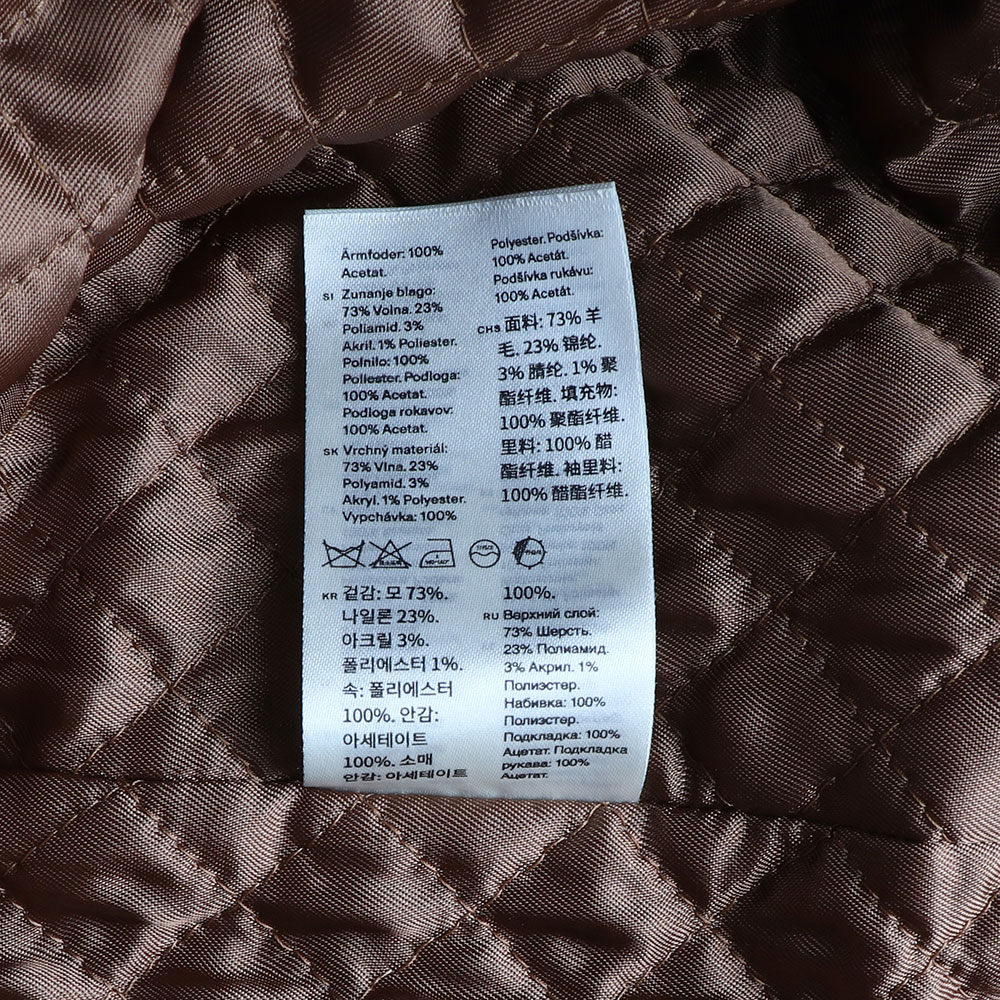 Ärmfoder: 100%
Acetat.
SI Zunanje blago:
73% Volna. 23%
Poliamid. 3%
Akril. 1% Poliester.
Polnilo: 100%
Poliester. Podloga:
100% Acetat.
Podloga rokavov:
100% Acetat.
SK Vrchný materiál:
73% Vlna. 23%
Polyamid. 3%
Akryl. 1% Polyester.
Vypchávka: 100%
Polyester. Podšívka:
100% Acetát.
Podšívka rukávu:
100% Acetát.
CHS 面料: 73% 羊
毛. 23% 锦纶.
3% 腈纶. 1% 聚
酯纤维. 填充物:
100% 聚酯纤维.
里料: 100% 醋
酯纤维. 袖里料:
100% 醋酯纤维.
KR 겉감: 모 73%.
나일론 23%.
아크릴 3%.
폴리에스터 1%.
속: 폴리에스터
100%. 안감:
아세테이트
100%. 소매
안감: 아세테이트
100%.
RU Верхний слой:
73% Шерсть.
23% Полиамид.
3% Акрил. 1%
Полиэстер.
Набивка: 100%
Полиэстер.
Подкладка: 100%
Ацетат. Подкладка
рукава: 100%
Ацетат.